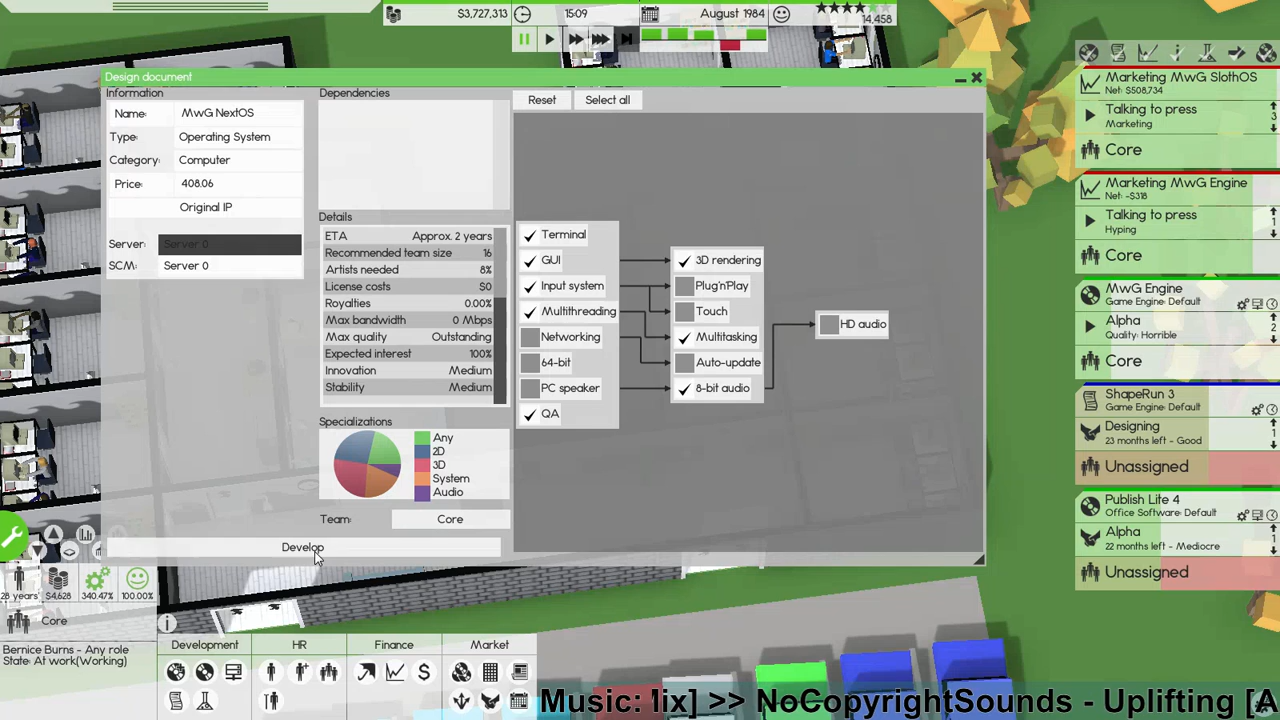 $3,727,313
15:09
August 1984
14,458
Design document
Information
Name: MwG NextOS
Type: Operating System
Category: Computer
Price: 408.06
Original IP
Server: Server 0
SCM: Server 0
Dependencies
Details
ETA Approx. 2 years
Recommended team size 16
Artists needed 8%
License costs $0
Royalties 0.00%
Max bandwidth 0 Mbps
Max quality Outstanding
Expected interest 100%
Innovation Medium
Stability Medium
Specializations
Any
2D
3D
System
Audio
Team: Core
Develop
Reset Select all
Terminal
GUI 3D rendering
Input system Plug'n'Play
Multithreading Touch
Networking Multitasking
64-bit Auto-update
PC speaker 8-bit audio
QA
HD audio
Marketing MwG SlothOS
Net: $508,734
Talking to press
Marketing
3
Core
Marketing MwG Engine
Net: -$318
Talking to press
Hyping
1
Core
MwG Engine
Game Engine: Default
Alpha
Quality: Horrible
2
Core
ShapeRun 3
Game Engine: Default
Designing
23 months left - Good
1
Unassigned
Publish Lite 4
Office Software: Default
Alpha
22 months left - Mediocre
1
Unassigned
28 years $4,628 340.47% 100.00%
Core
Bernice Burns - Any role
State: At work(Working)
Development HR Finance Market
Music: lix] >> NoCopyrightSounds - Uplifting [A